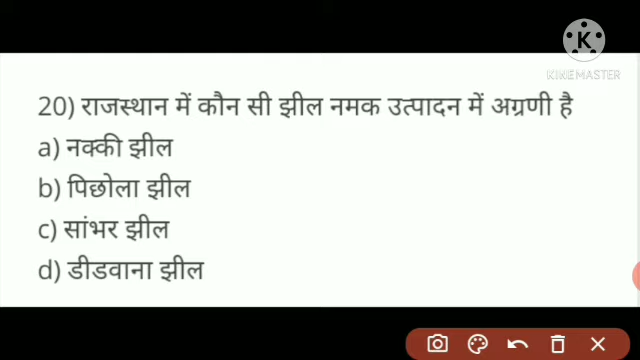 K
KINEMASTER
20) राजस्थान में कौन सी झील नमक उत्पादन में अग्रणी है
a) नक्की झील
b) पिछोला झील
c) सांभर झील
d) डीडवाना झील